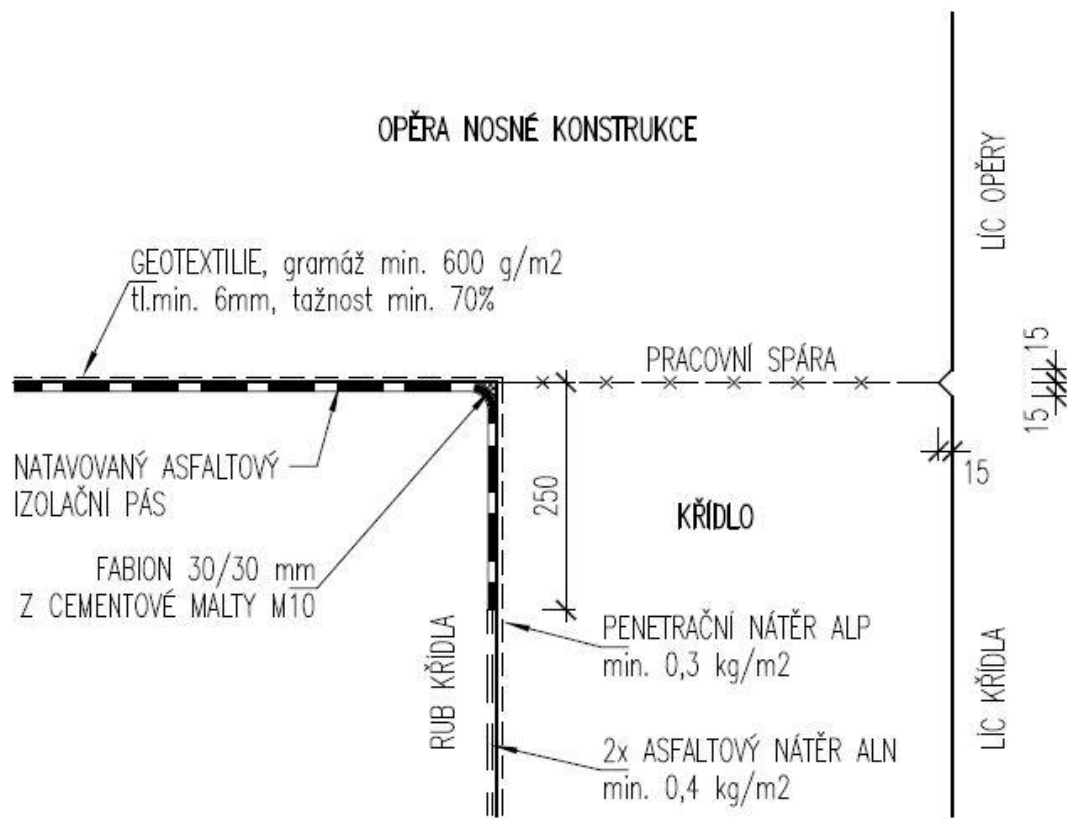 OPĚRA NOSNÉ KONSTRUKCE
LÍC OPĚRY
GEOTEXTILIE, gramáž min. 600 g/m2
tl.min. 6mm, tažnost min. 70%
PRACOVNÍ SPÁRA
15
15
15
NATAVOVANÝ ASFALTOVÝ
IZOLAČNÍ PÁS
250
KŘÍDLO
FABION 30/30 mm
Z CEMENTOVÉ MALTY M10
RUB KŘÍDLA
PENETRAČNÍ NÁTĚR ALP
min. 0,3 kg/m2
LÍC KŘÍDLA
2x ASFALTOVÝ NÁTĚR ALN
min. 0,4 kg/m2